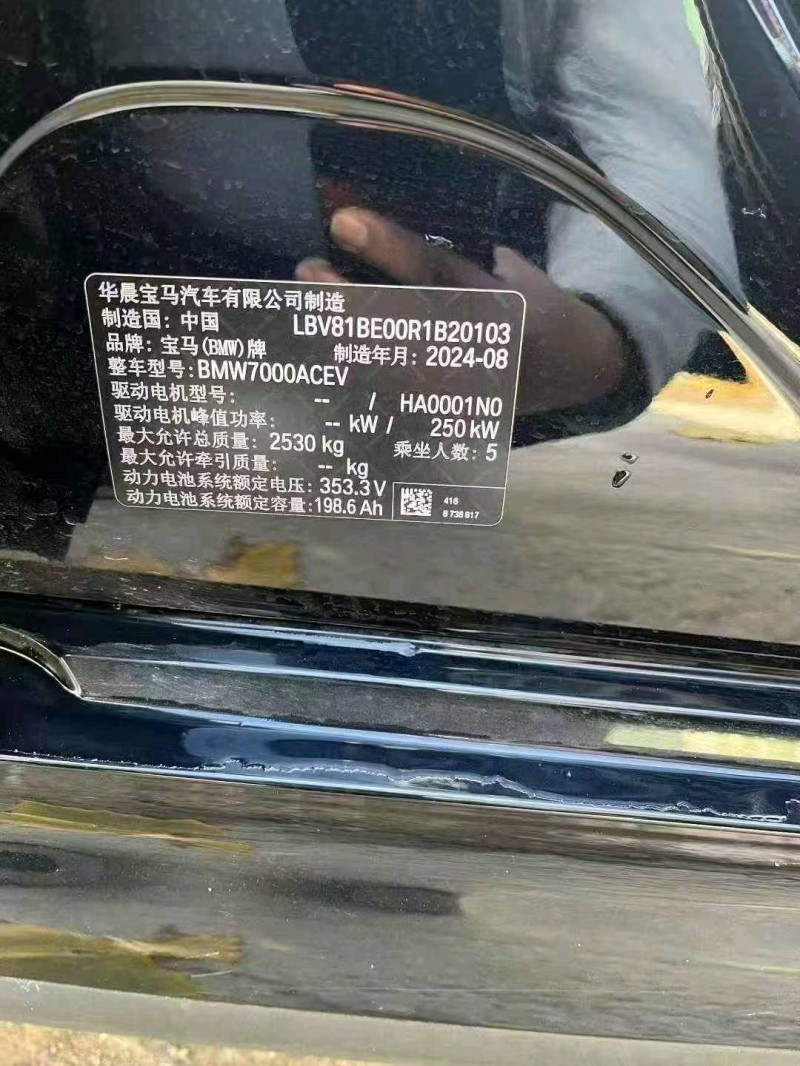 华晨宝马汽车有限公司制造
制造国: 中国 LBV81BE00R1B20103
品牌: 宝马(BMW)牌 制造年月: 2024-08
整车型号: BMW7000ACEV
驱动电机型号: -- / HA0001N0
驱动电机峰值功率: -- kW / 250 kW
最大允许总质量: 2530 kg 乘坐人数: 5
最大允许牵引质量: -- kg
动力电池系统额定电压: 353.3 V
动力电池系统额定容量: 198.6 Ah
416
8 738 817